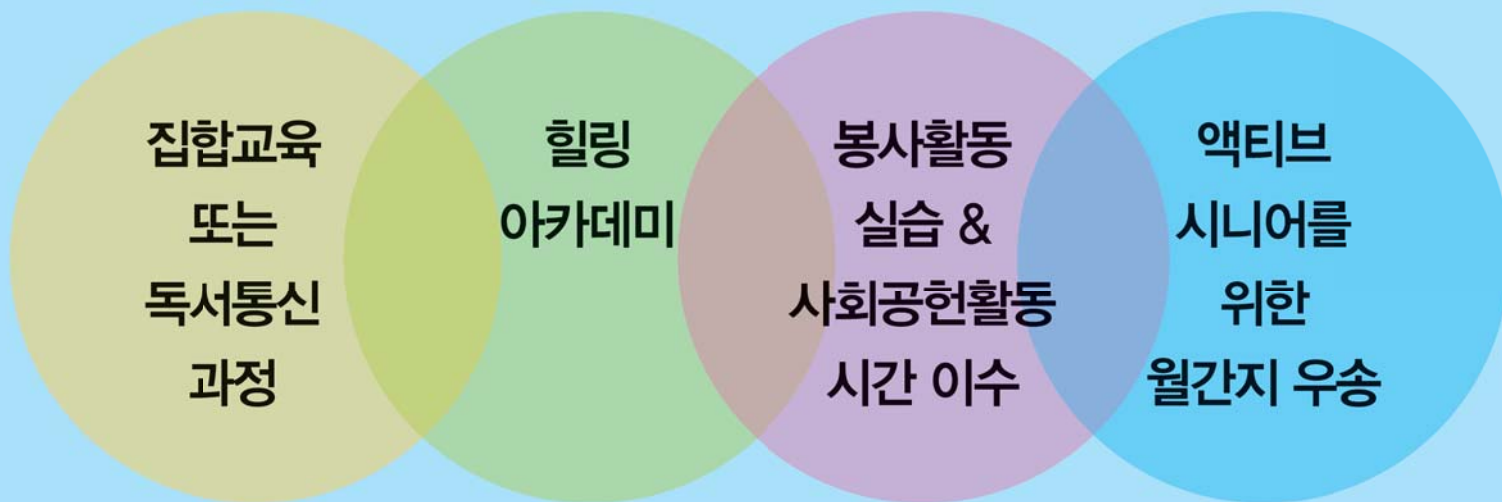 집합교육
또는
독서통신
과정
힐링
아카데미
봉사활동
실습 &
사회공헌활동
시간 이수
액티브
시니어를
위한
월간지 우송